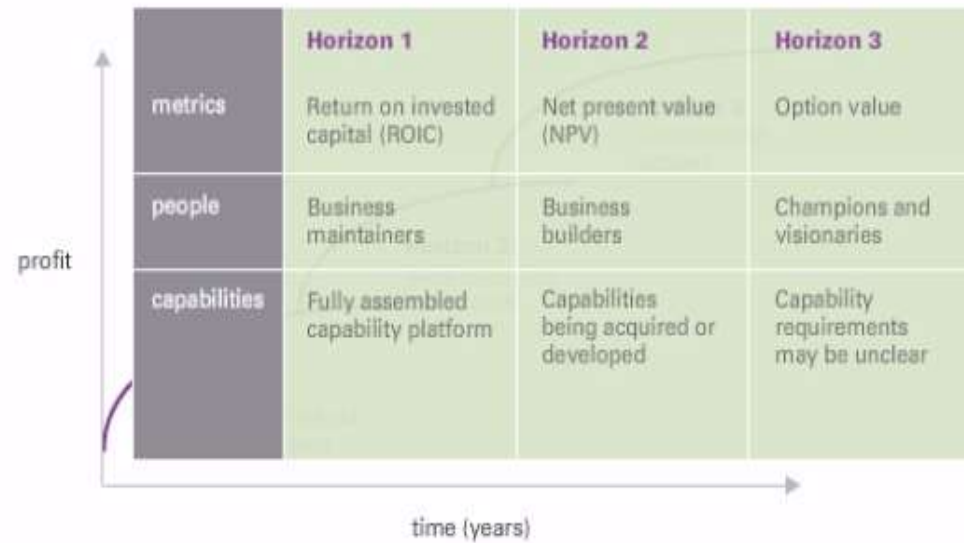 Horizon 1
Horizon 2
Horizon 3
metrics
Return on invested
capital (ROIC)
Net present value
(NPV)
Option value
people
Business
maintainers
Business
builders
Champions and
visionaries
profit
capabilities
Fully assembled
capability platform
Capabilities
being acquired or
developed
Capability
requirements
may be unclear
time (years)